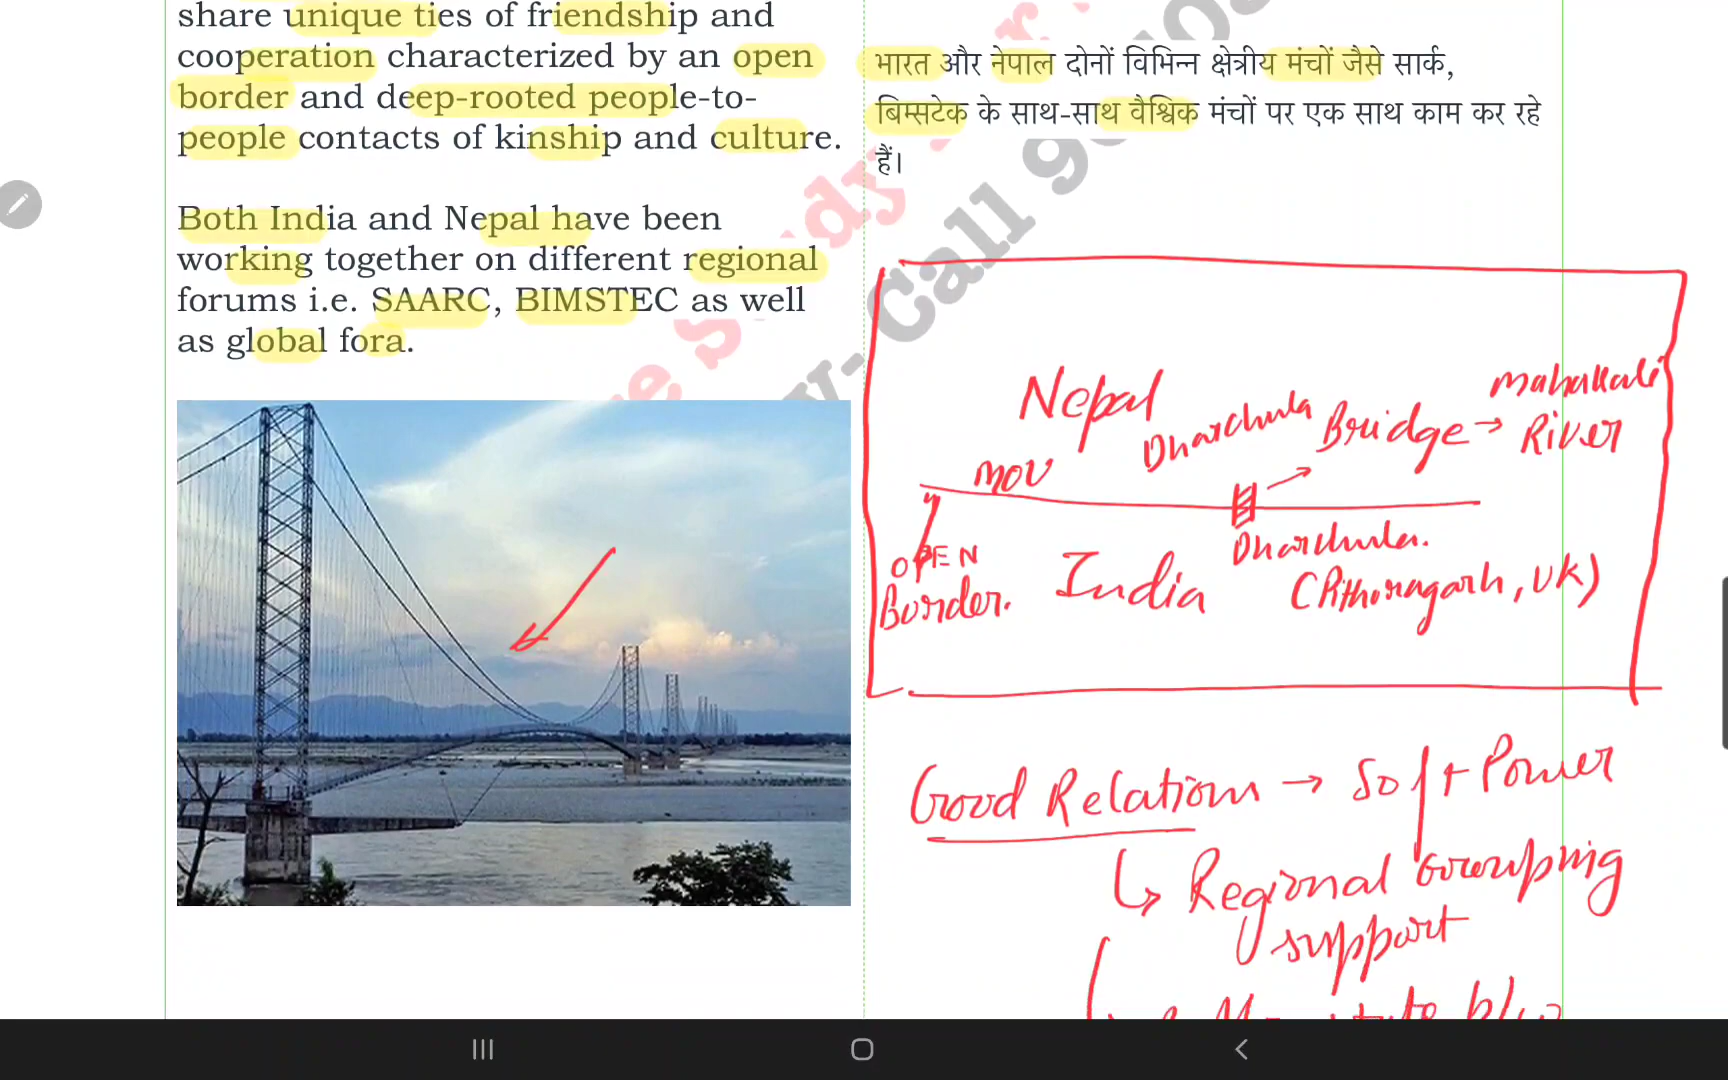 share unique ties of friendship and
cooperation characterized by an open
border and deep-rooted people-to-
people contacts of kinship and culture.
Both India and Nepal have been
working together on different regional
forums i.e. SAARC, BIMSTEC as well
as global fora.
भारत और नेपाल दोनों विभिन्न क्षेत्रीय मंचों जैसे सार्क,
बिम्सटेक के साथ-साथ वैश्विक मंचों पर एक साथ काम कर रहे
हैं।
Call 9
Nepal
MOU
Dharchula
Bridge → Mahakali
River
OPEN
Border.
India
Dharchula.
(Pithoragarh, UK)
Good Relations → Soft Power
↳ Regional Grouping
support